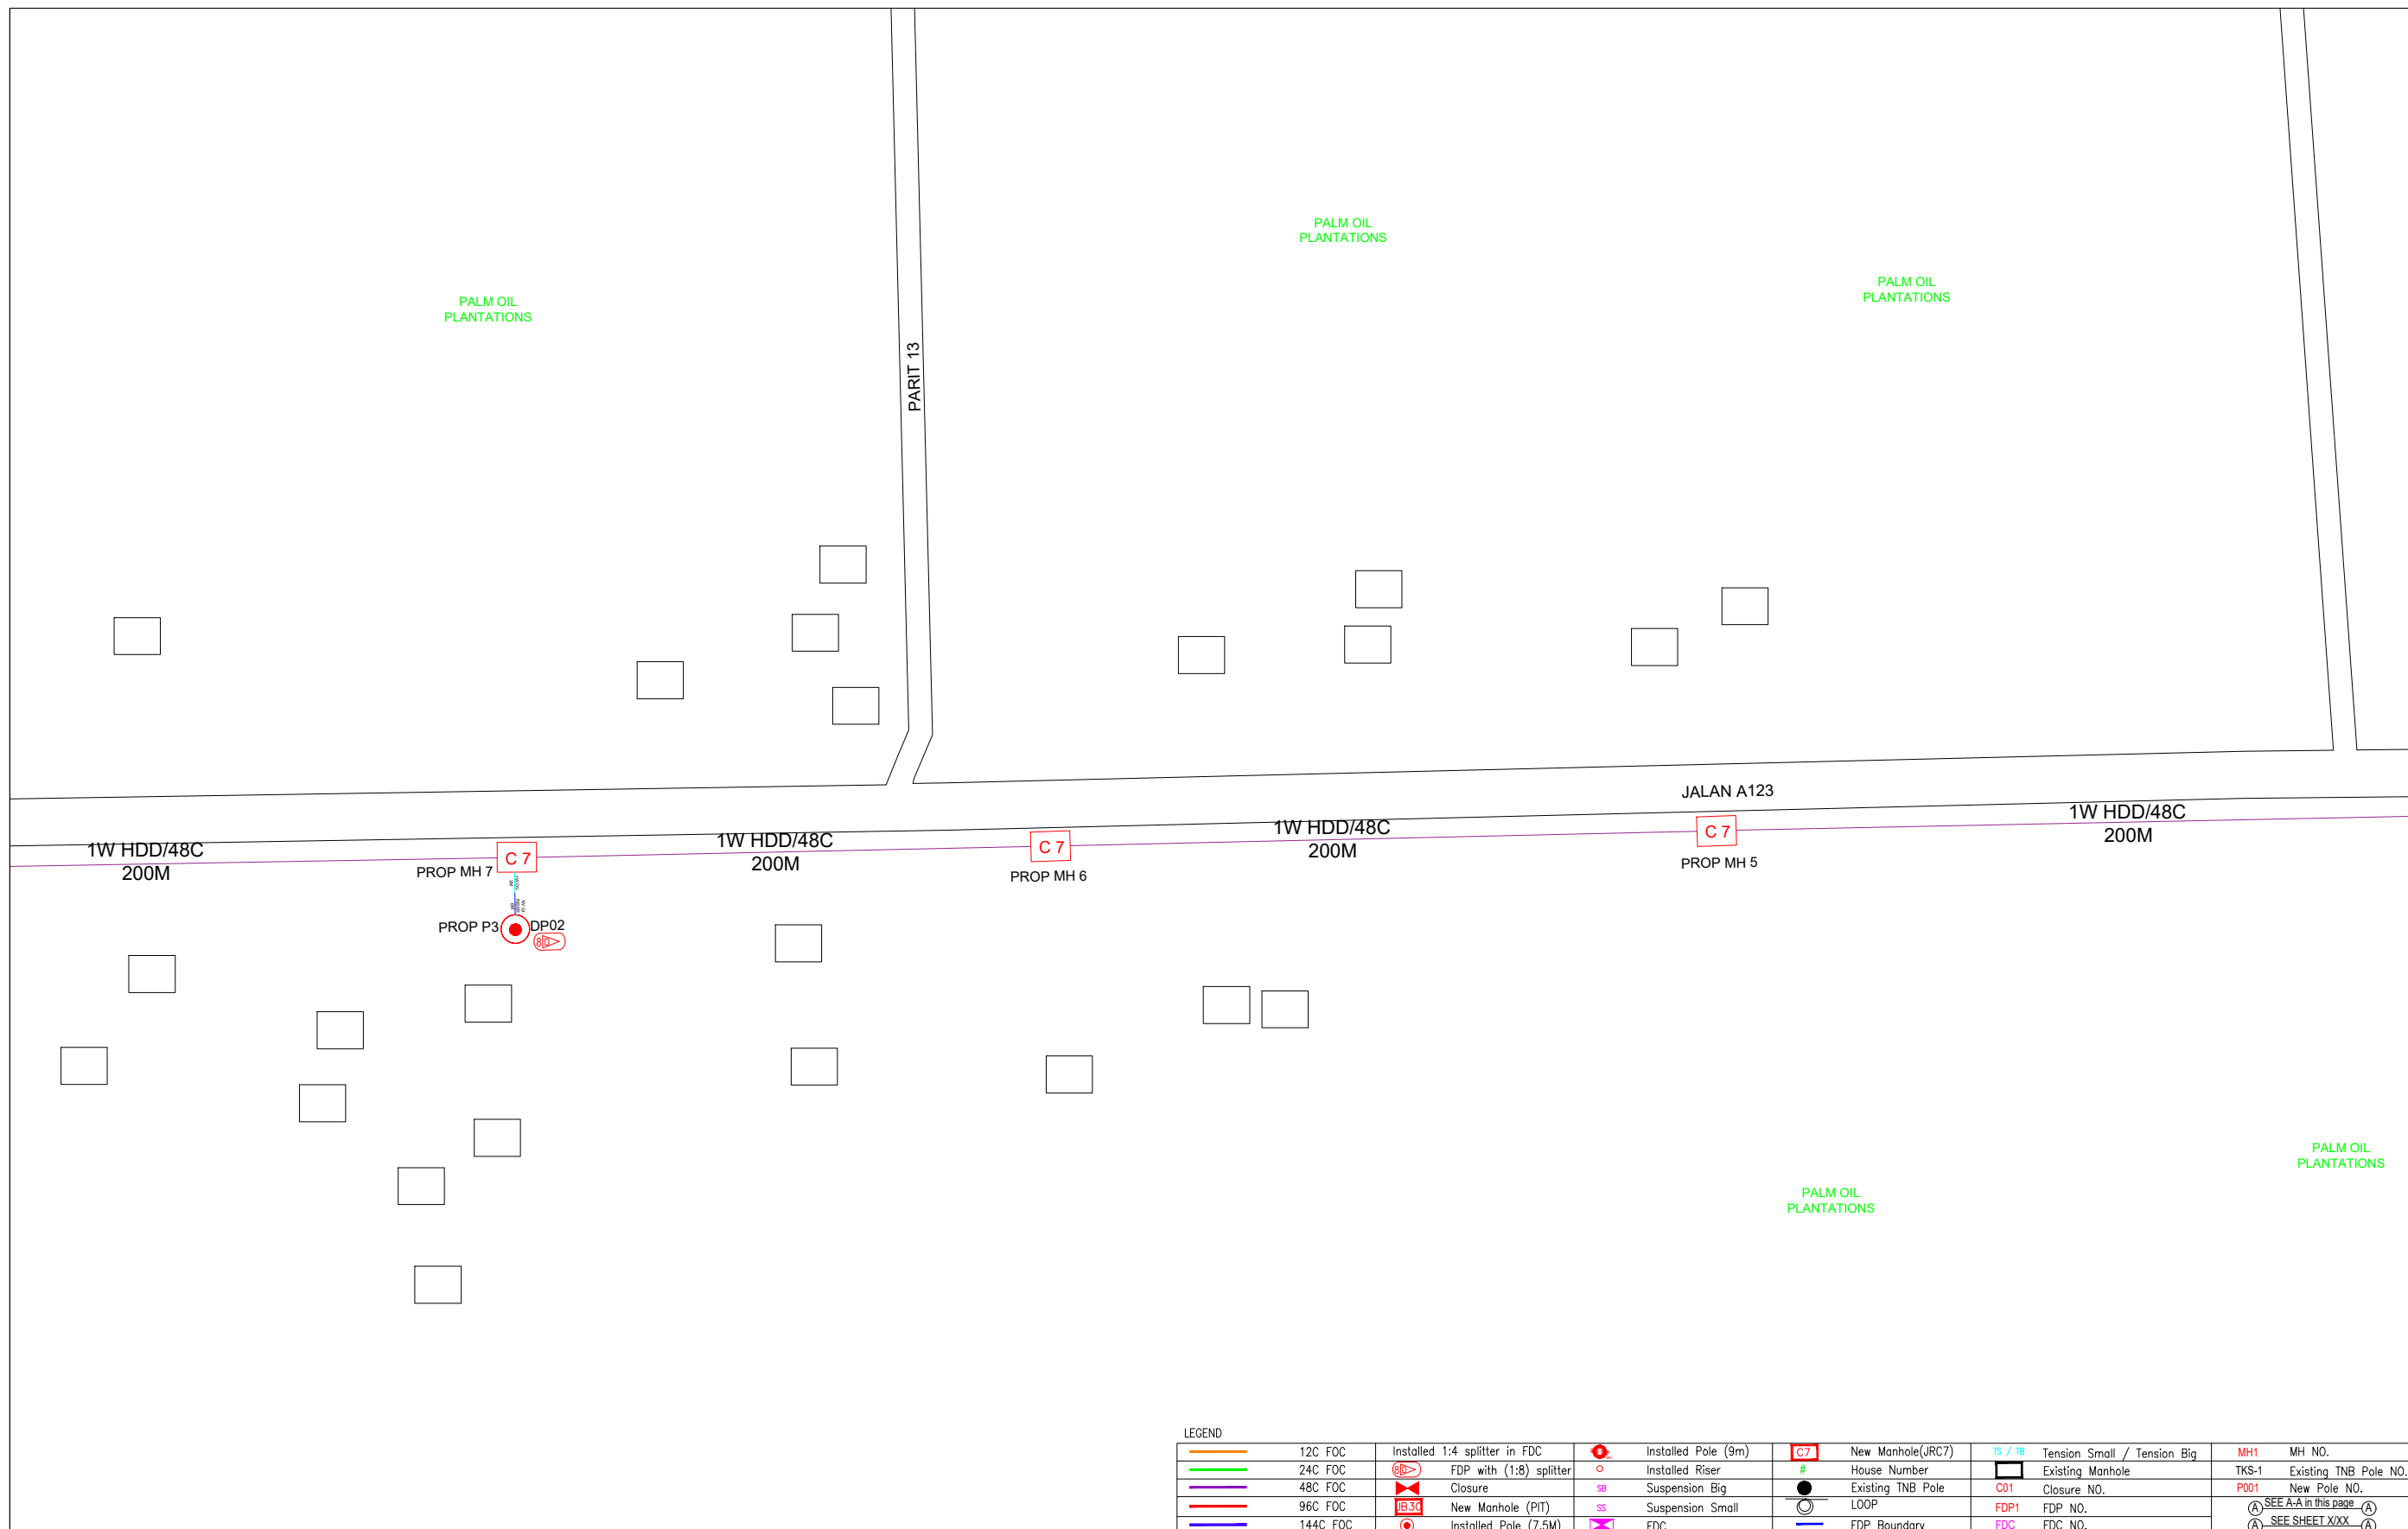 PALM OIL
PLANTATIONS
PALM OIL
PLANTATIONS
PALM OIL
PLANTATIONS
PARIT 13
JALAN A123
1W HDD/48C
200M
1W HDD/48C
200M
1W HDD/48C
200M
1W HDD/48C
200M
C 7
PROP MH 7
C 7
PROP MH 6
C 7
PROP MH 5
PROP P3
DP02
8
PALM OIL
PLANTATIONS
PALM OIL
PLANTATIONS
LEGEND
12C FOC
Installed 1:4 splitter in FDC
Installed Pole (9m)
C7
New Manhole(JRC7)
TS / TB
Tension Small / Tension Big
MH1
MH NO.
24C FOC
8
FDP with (1:8) splitter
Installed Riser
#
House Number
Existing Manhole
TKS-1
Existing TNB Pole NO.
48C FOC
Closure
SB
Suspension Big
Existing TNB Pole
C01
Closure NO.
P001
New Pole NO.
96C FOC
JB30
New Manhole (PIT)
SS
Suspension Small
LOOP
FDP1
FDP NO.
A SEE A-A in this page A
144C FOC
Installed Pole (7.5M)
FDC
FDP Boundary
FDC
FDC NO.
A SEE SHEET X/XX A